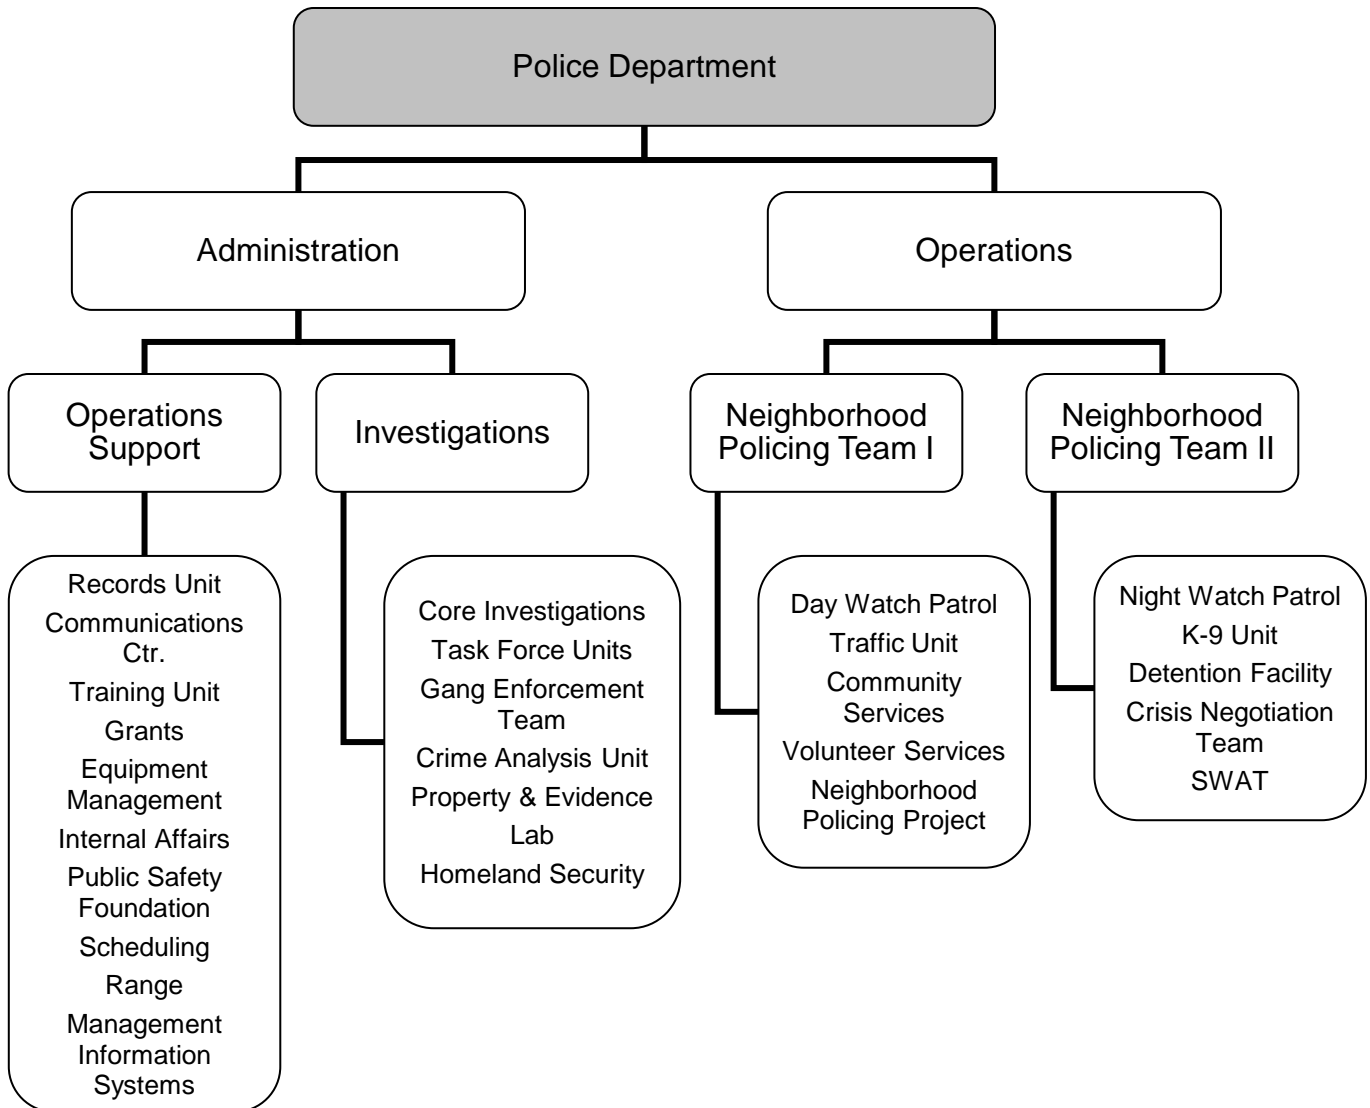 Police Department
Administration
Operations
Operations
Support
Investigations
Neighborhood
Policing Team I
Neighborhood
Policing Team II
Records Unit
Communications
Ctr.
Training Unit
Grants
Equipment
Management
Internal Affairs
Public Safety
Foundation
Scheduling
Range
Management
Information
Systems
Core Investigations
Task Force Units
Gang Enforcement
Team
Crime Analysis Unit
Property & Evidence
Lab
Homeland Security
Day Watch Patrol
Traffic Unit
Community
Services
Volunteer Services
Neighborhood
Policing Project
Night Watch Patrol
K-9 Unit
Detention Facility
Crisis Negotiation
Team
SWAT